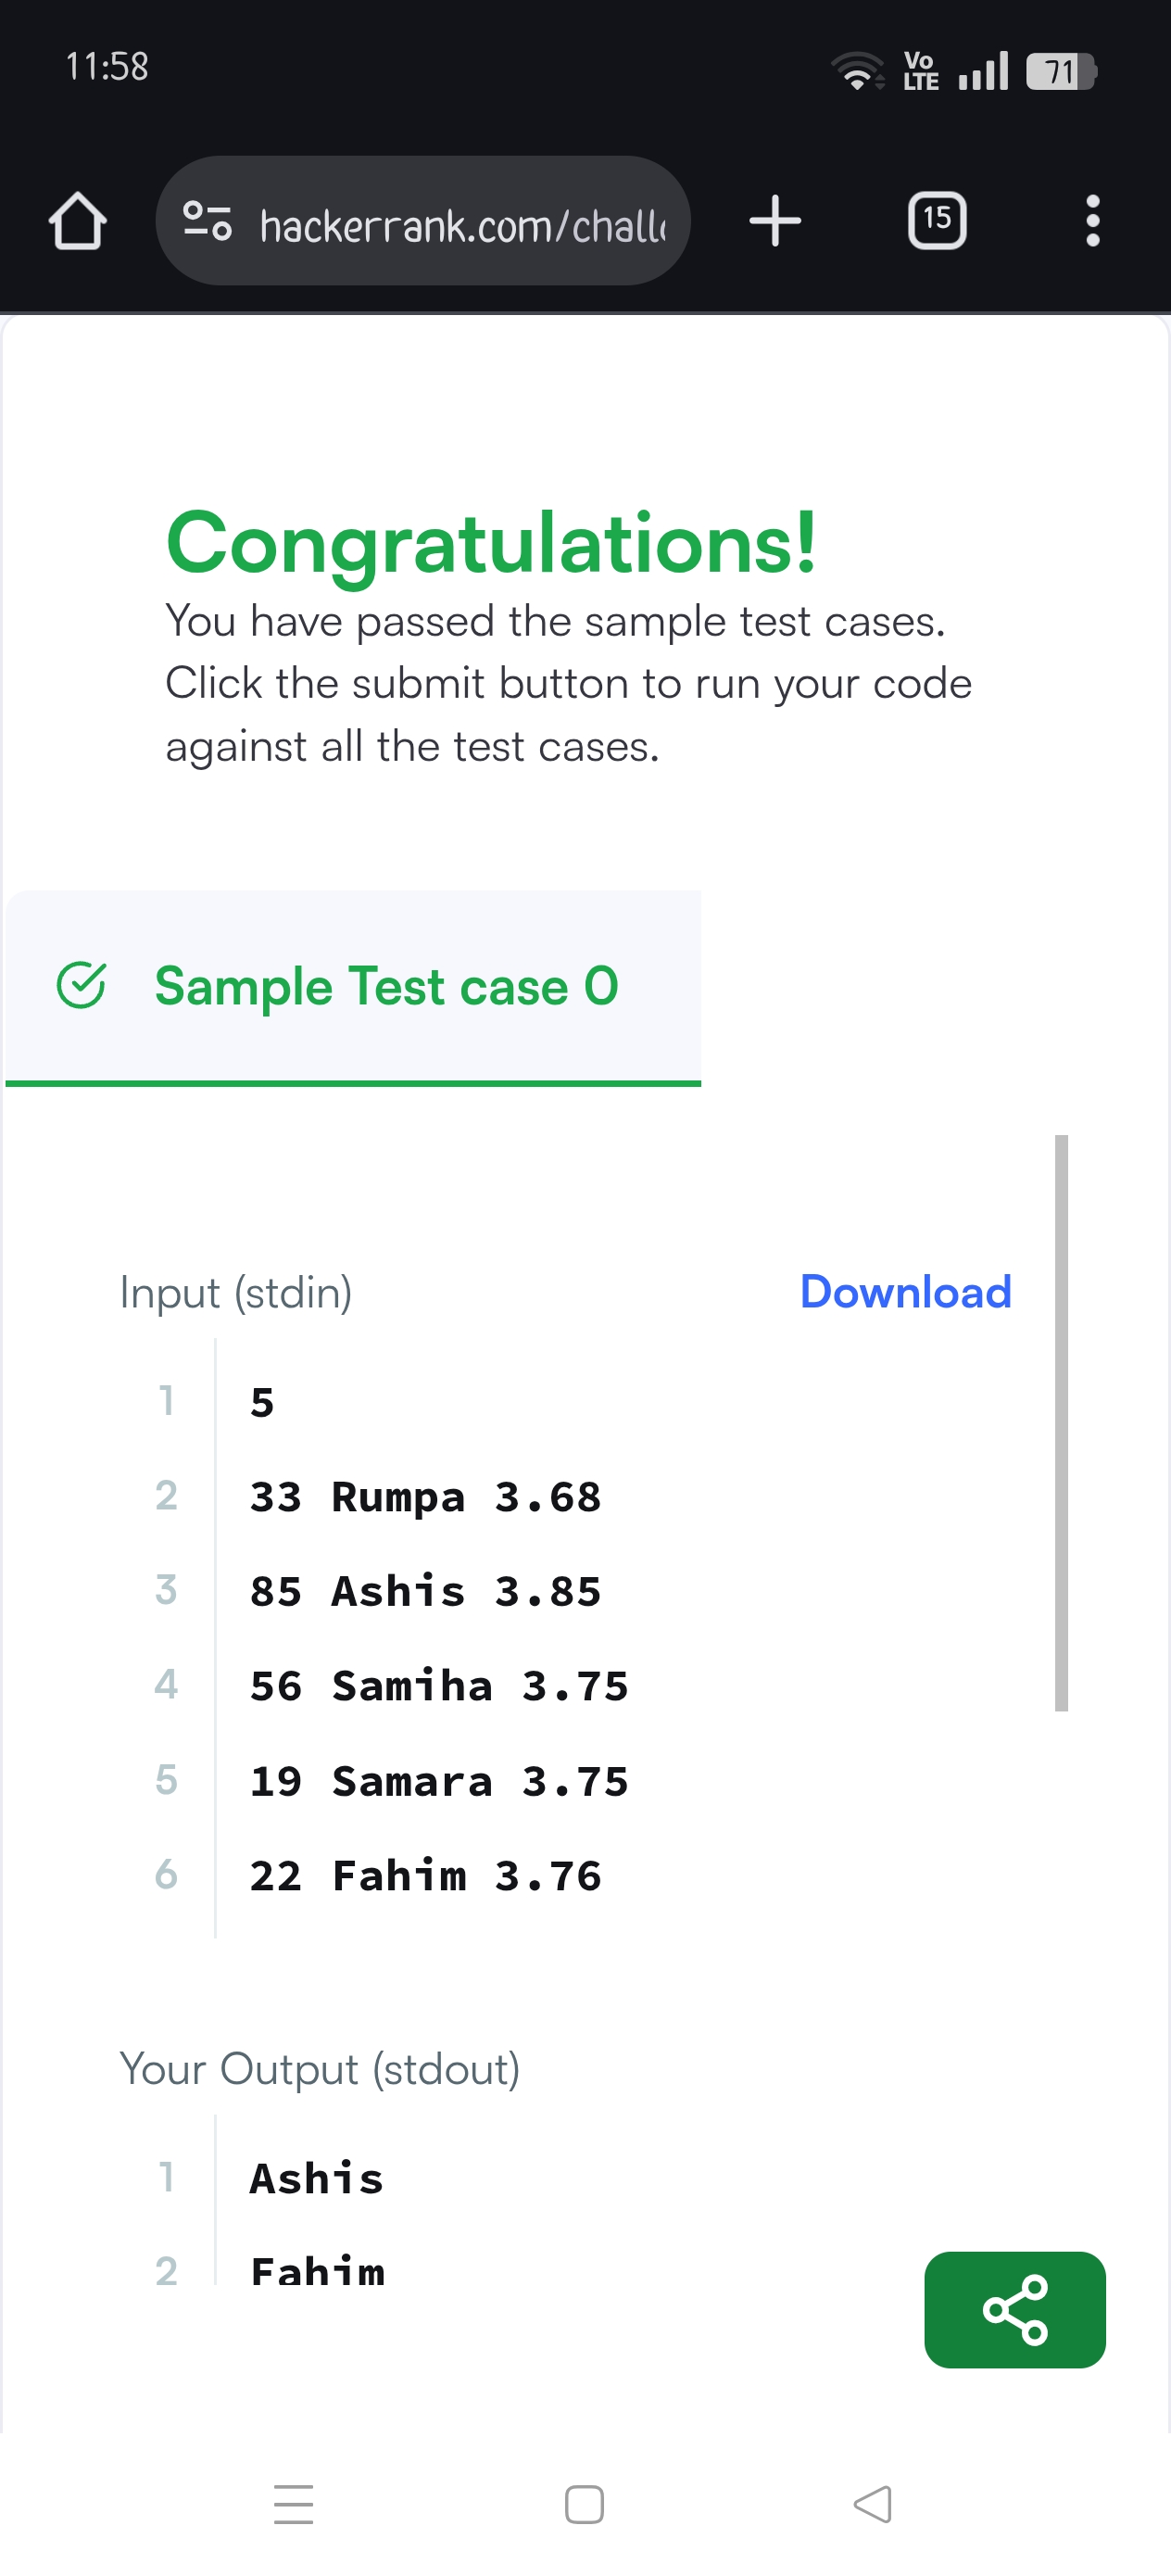 11:58
Vo
LTE
71
hackerrank.com/chall
15
Congratulations!
You have passed the sample test cases.
Click the submit button to run your code
against all the test cases.
Sample Test case 0
Input (stdin)
Download
1 5
2 33 Rumpa 3.68
3 85 Ashis 3.85
4 56 Samiha 3.75
5 19 Samara 3.75
6 22 Fahim 3.76
Your Output (stdout)
1 Ashis
2 Fahim